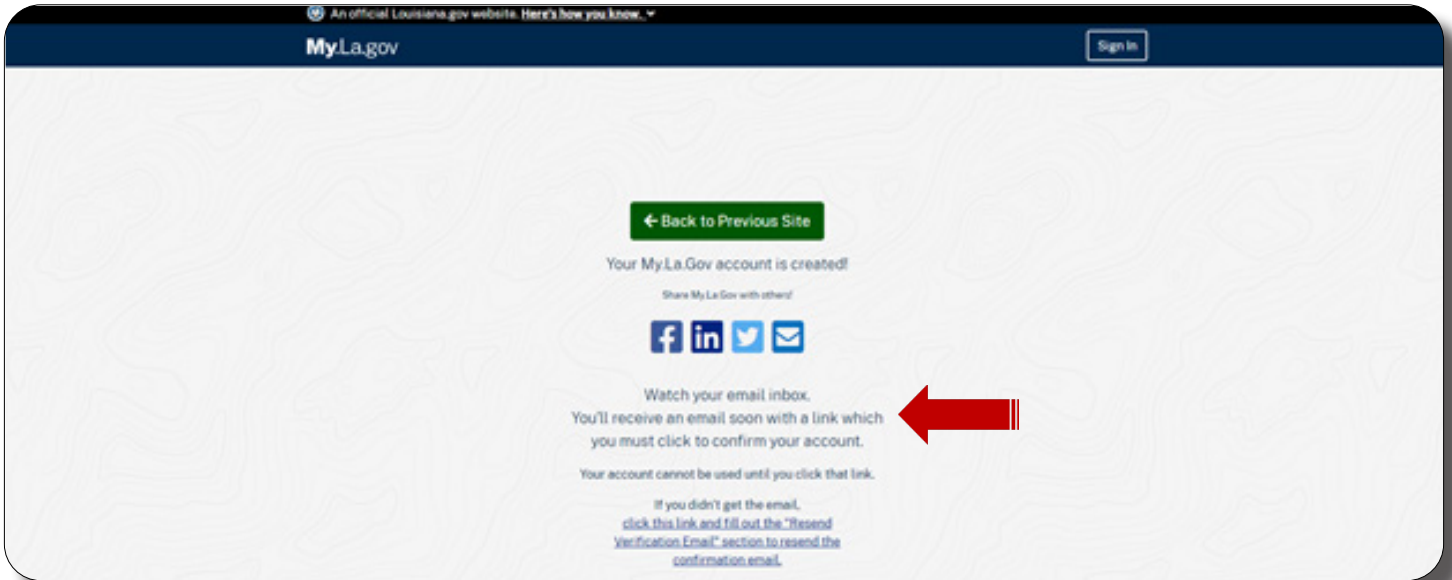 An official Louisiana.gov website. Here's how you know.
My.La.gov
Sign In
Back to Previous Site
Your My.La.Gov account is created!
Share My.La.Gov with others!
Watch your email inbox.
You'll receive an email soon with a link which
you must click to confirm your account.
Your account cannot be used until you click that link.
If you didn't get the email,
click this link and fill out the "Resend
Verification Email" section to resend the
confirmation email.